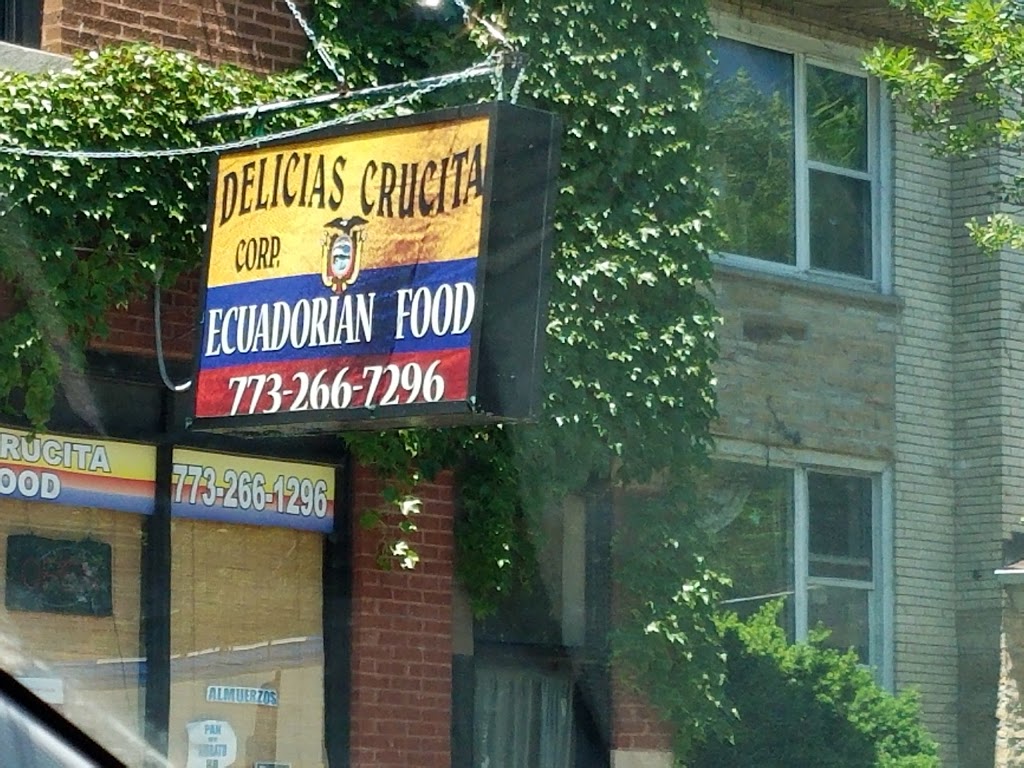 DELICIAS CRUCITA
CORP.
ECUADORIAN FOOD
773-266-7296
RUCITA
OOD
773-266-1296
ALMUERZOS
PAN